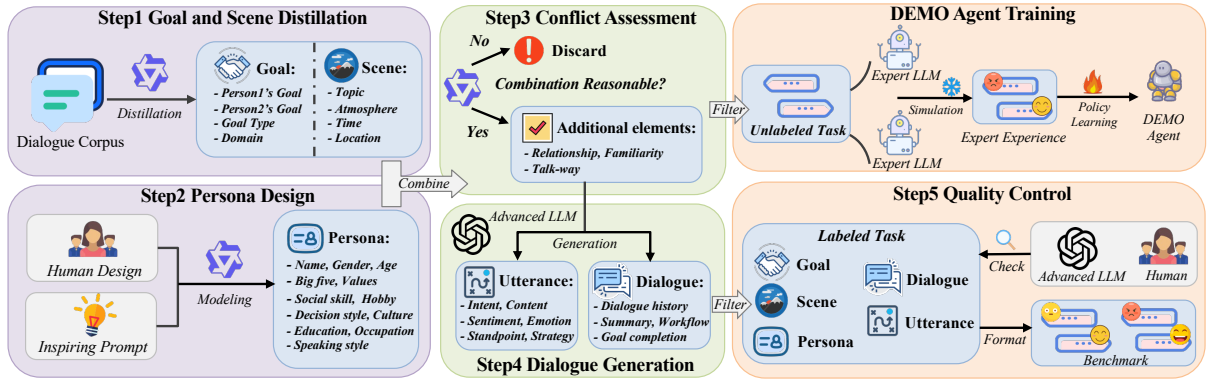 Step1 Goal and Scene Distillation
Dialogue Corpus
Distillation
Goal:
- Person1's Goal
- Person2's Goal
- Goal Type
- Domain
Scene:
- Topic
- Atmosphere
- Time
- Location
Step2 Persona Design
Human Design
Inspiring Prompt
Modeling
Persona:
- Name, Gender, Age
- Big five, Values
- Social skill, Hobby
- Decision style, Culture
- Education, Occupation
- Speaking style
Combine
Step3 Conflict Assessment
No
Discard
Combination Reasonable?
Yes
Additional elements:
- Relationship, Familiarity
- Talk-way
Advanced LLM
Generation
Utterance:
- Intent, Content
- Sentiment, Emotion
- Standpoint, Strategy
Dialogue:
- Dialogue history
- Summary, Workflow
- Goal completion
Step4 Dialogue Generation
Filter
Filter
DEMO Agent Training
Unlabeled Task
Expert LLM
Expert LLM
Simulation
Expert Experience
Policy
Learning
DEMO
Agent
Step5 Quality Control
Labeled Task
Goal
Scene
Persona
Dialogue
Utterance
Check
Advanced LLM
Human
Format
Benchmark